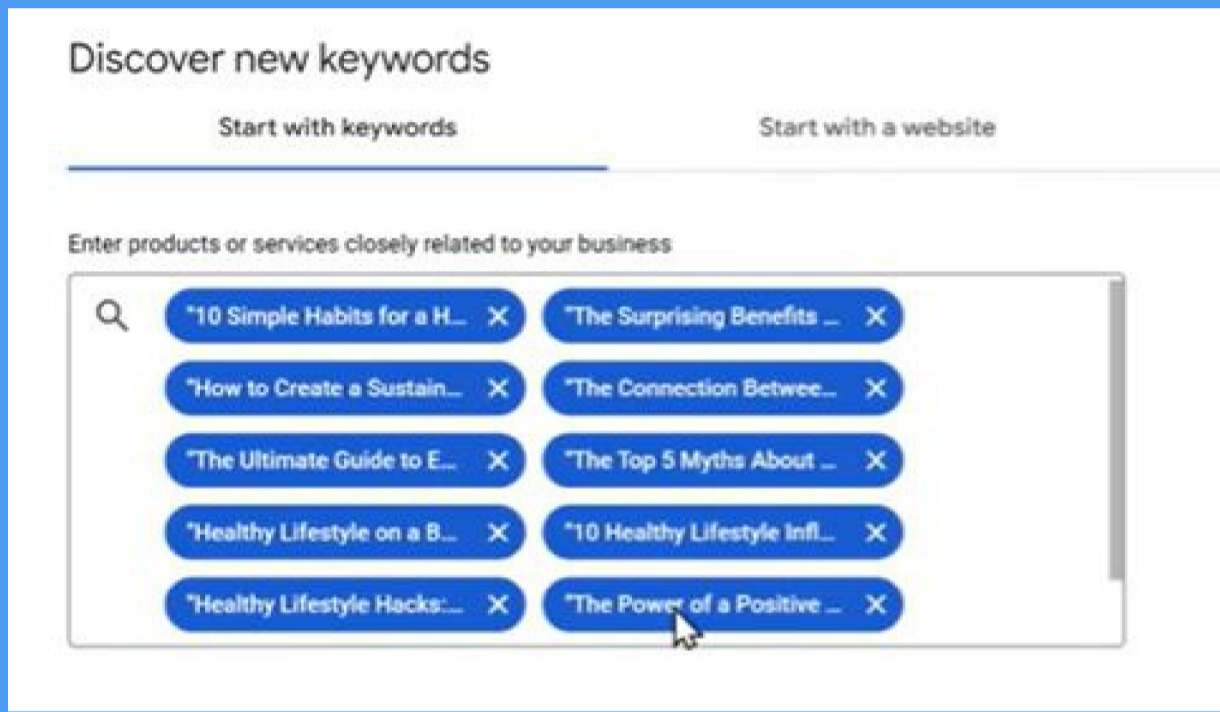 Discover new keywords
Start with keywords Start with a website
Enter products or services closely related to your business
"10 Simple Habits for a H... "The Surprising Benefits ...
"How to Create a Sustain... "The Connection Betwee...
"The Ultimate Guide to E... "The Top 5 Myths About ...
"Healthy Lifestyle on a B... "10 Healthy Lifestyle Infl...
"Healthy Lifestyle Hacks:... "The Power of a Positive ...